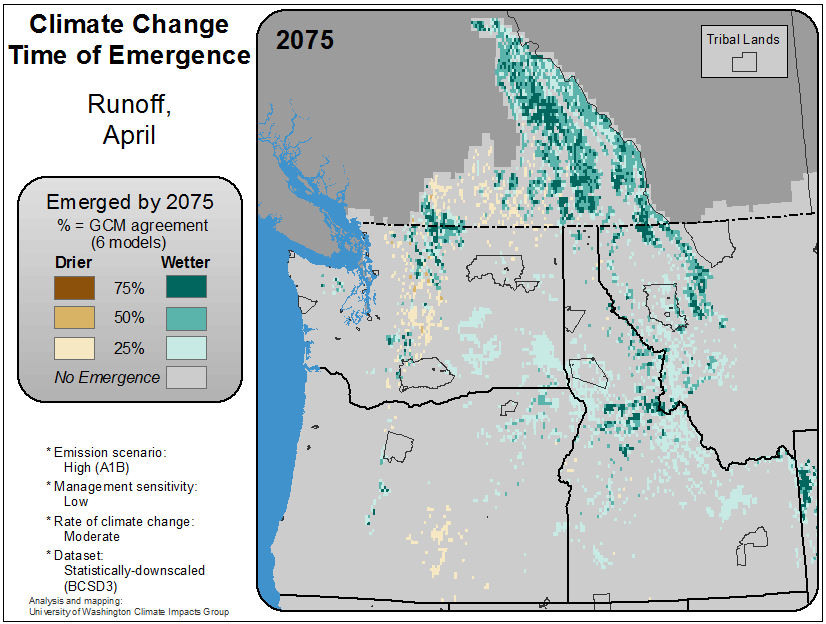 Climate Change
Time of Emergence
Runoff,
April
2075
Tribal Lands
Emerged by 2075
% = GCM agreement
(6 models)
Drier Wetter
75%
50%
25%
No Emergence
* Emission scenario:
High (A1B)
* Management sensitivity:
Low
* Rate of climate change:
Moderate
* Dataset:
Statistically-downscaled
(BCSD3)
Analysis and mapping:
University of Washington Climate Impacts Group